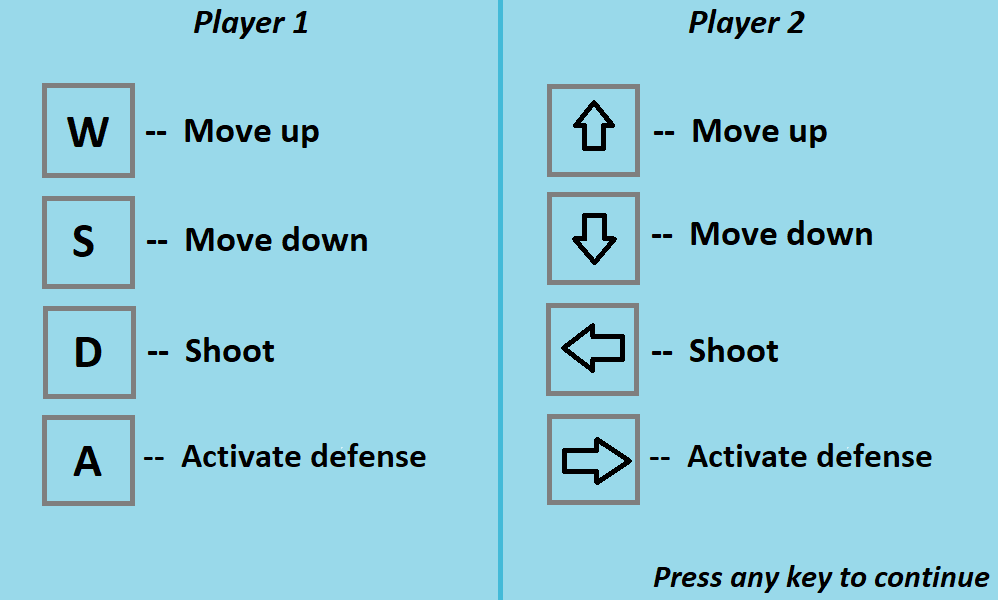 Player 1
W -- Move up
S -- Move down
D -- Shoot
A -- Activate defense
Player 2
-- Move up
-- Move down
-- Shoot
-- Activate defense
Press any key to continue